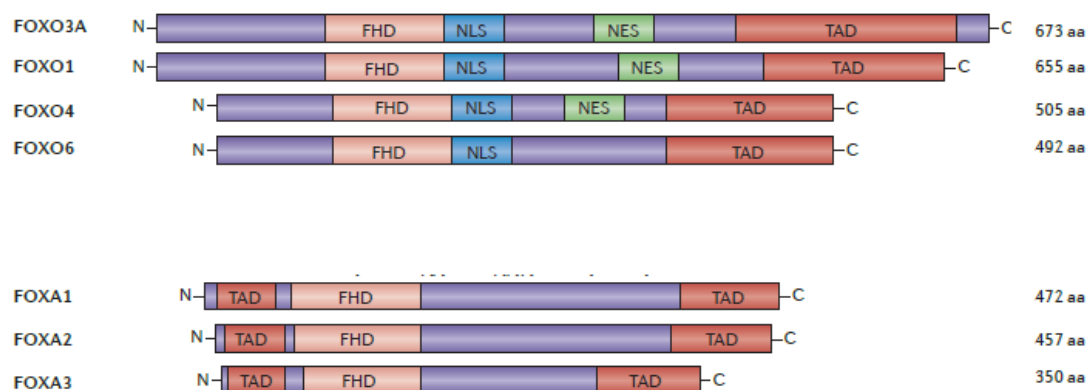 FOXO3A N FHD NLS NES TAD C 673 aa
FOXO1 N FHD NLS NES TAD C 655 aa
FOXO4 N FHD NLS NES TAD C 505 aa
FOXO6 N FHD NLS TAD C 492 aa
FOXA1 N TAD FHD TAD C 472 aa
FOXA2 N TAD FHD TAD C 457 aa
FOXA3 N TAD FHD TAD C 350 aa